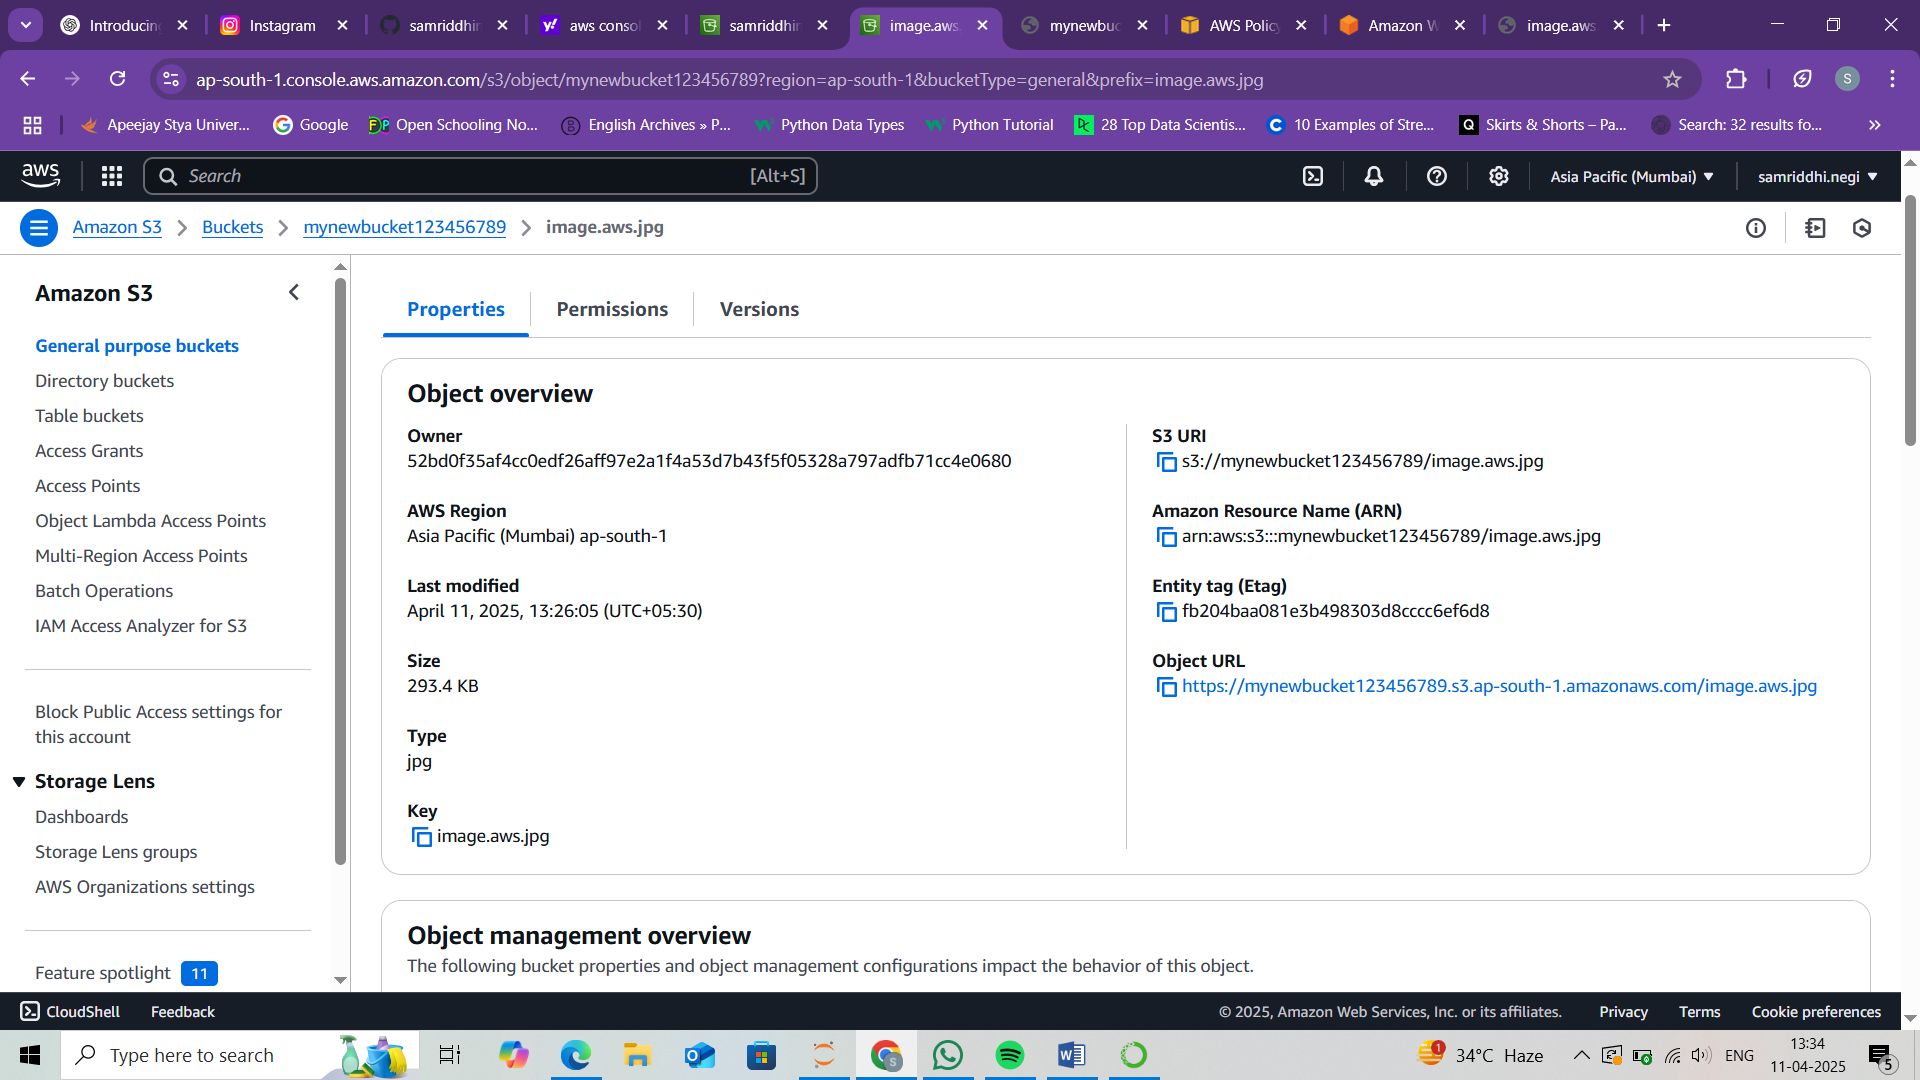 Introducing
Instagram
samriddhin
aws conso
samriddhin
image.aws.
mynewbuc
AWS Policy
Amazon W
image.aws
ap-south-1.console.aws.amazon.com/s3/object/mynewbucket123456789?region=ap-south-1&bucketType=general&prefix=image.aws.jpg
S
Apeejay Stya Univer...
Google
Open Schooling No...
English Archives » P...
Python Data Types
Python Tutorial
28 Top Data Scientis...
10 Examples of Stre...
Skirts & Shorts – Pa...
Search: 32 results fo...
»
aws
Search
[Alt+S]
Asia Pacific (Mumbai)
samriddhi.negi
Amazon S3
Buckets
mynewbucket123456789
image.aws.jpg
Amazon S3
General purpose buckets
Directory buckets
Table buckets
Access Grants
Access Points
Object Lambda Access Points
Multi-Region Access Points
Batch Operations
IAM Access Analyzer for S3
Block Public Access settings for
this account
Storage Lens
Dashboards
Storage Lens groups
AWS Organizations settings
Feature spotlight 11
Properties
Permissions
Versions
Object overview
Owner
52bd0f35af4cc0edf26aff97e2a1f4a53d7b43f5f05328a797adfb71cc4e0680
AWS Region
Asia Pacific (Mumbai) ap-south-1
Last modified
April 11, 2025, 13:26:05 (UTC+05:30)
Size
293.4 KB
Type
jpg
Key
image.aws.jpg
S3 URI
s3://mynewbucket123456789/image.aws.jpg
Amazon Resource Name (ARN)
arn:aws:s3:::mynewbucket123456789/image.aws.jpg
Entity tag (Etag)
fb204baa081e3b498303d8cccc6ef6d8
Object URL
https://mynewbucket123456789.s3.ap-south-1.amazonaws.com/image.aws.jpg
Object management overview
The following bucket properties and object management configurations impact the behavior of this object.
CloudShell
Feedback
© 2025, Amazon Web Services, Inc. or its affiliates.
Privacy
Terms
Cookie preferences
Type here to search
1
34°C Haze
ENG
13:34
11-04-2025
5